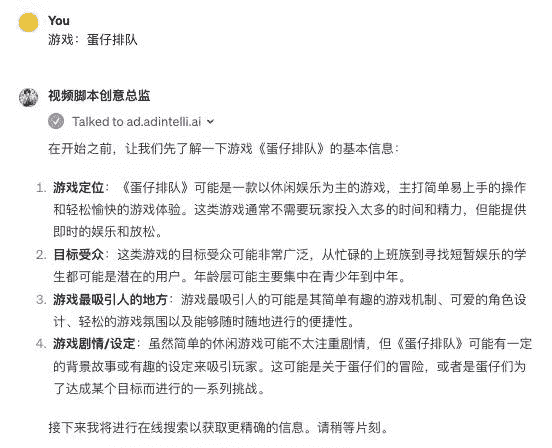 You
游戏：蛋仔排队
视频脚本创意总监
Talked to ad.adintelli.ai
在开始之前，让我们先了解一下游戏《蛋仔排队》的基本信息：
1. 游戏定位：《蛋仔排队》可能是一款以休闲娱乐为主的游戏，主打简单易上手的操作
和轻松愉快的游戏体验。这类游戏通常不需要玩家投入太多的时间和精力，但能提供
即时的娱乐和放松。
2. 目标受众：这类游戏的目标受众可能非常广泛，从忙碌的上班族到寻找短暂娱乐的学
生都可能是潜在的用户。年龄层可能主要集中在青少年到中年。
3. 游戏最吸引人的地方：游戏最吸引人的可能是其简单有趣的游戏机制、可爱的角色设
计、轻松的游戏氛围以及能够随时随地进行的便捷性。
4. 游戏剧情/设定：虽然简单的休闲游戏可能不太注重剧情，但《蛋仔排队》可能有一定
的背景故事或有趣的设定来吸引玩家。这可能是关于蛋仔们的冒险，或者是蛋仔们为
了达成某个目标而进行的一系列挑战。
接下来我将进行在线搜索以获取更精确的信息。请稍等片刻。